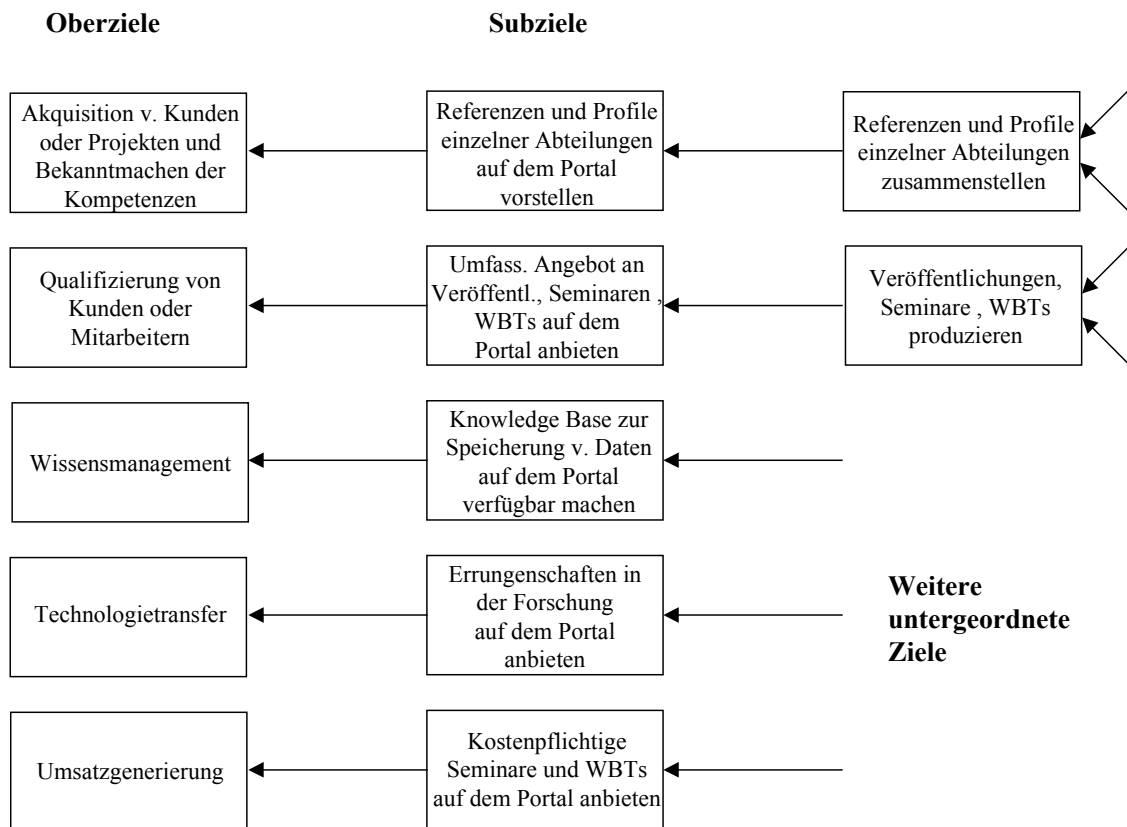 Oberziele
Subziele
Akquisition v. Kunden
oder Projekten und
Bekanntmachen der
Kompetenzen
Referenzen und Profile
einzelner Abteilungen
auf dem Portal
vorstellen
Referenzen und Profile
einzelner Abteilungen
zusammenstellen
Qualifizierung von
Kunden oder
Mitarbeitern
Umfass. Angebot an
Veröffentl., Seminaren ,
WBTs auf dem
Portal anbieten
Veröffentlichungen,
Seminare , WBTs
produzieren
Wissensmanagement
Knowledge Base zur
Speicherung v. Daten
auf dem Portal
verfügbar machen
Technologietransfer
Errungenschaften in
der Forschung
auf dem Portal
anbieten
Weitere
untergeordnete
Ziele
Umsatzgenerierung
Kostenpflichtige
Seminare und WBTs
auf dem Portal anbieten